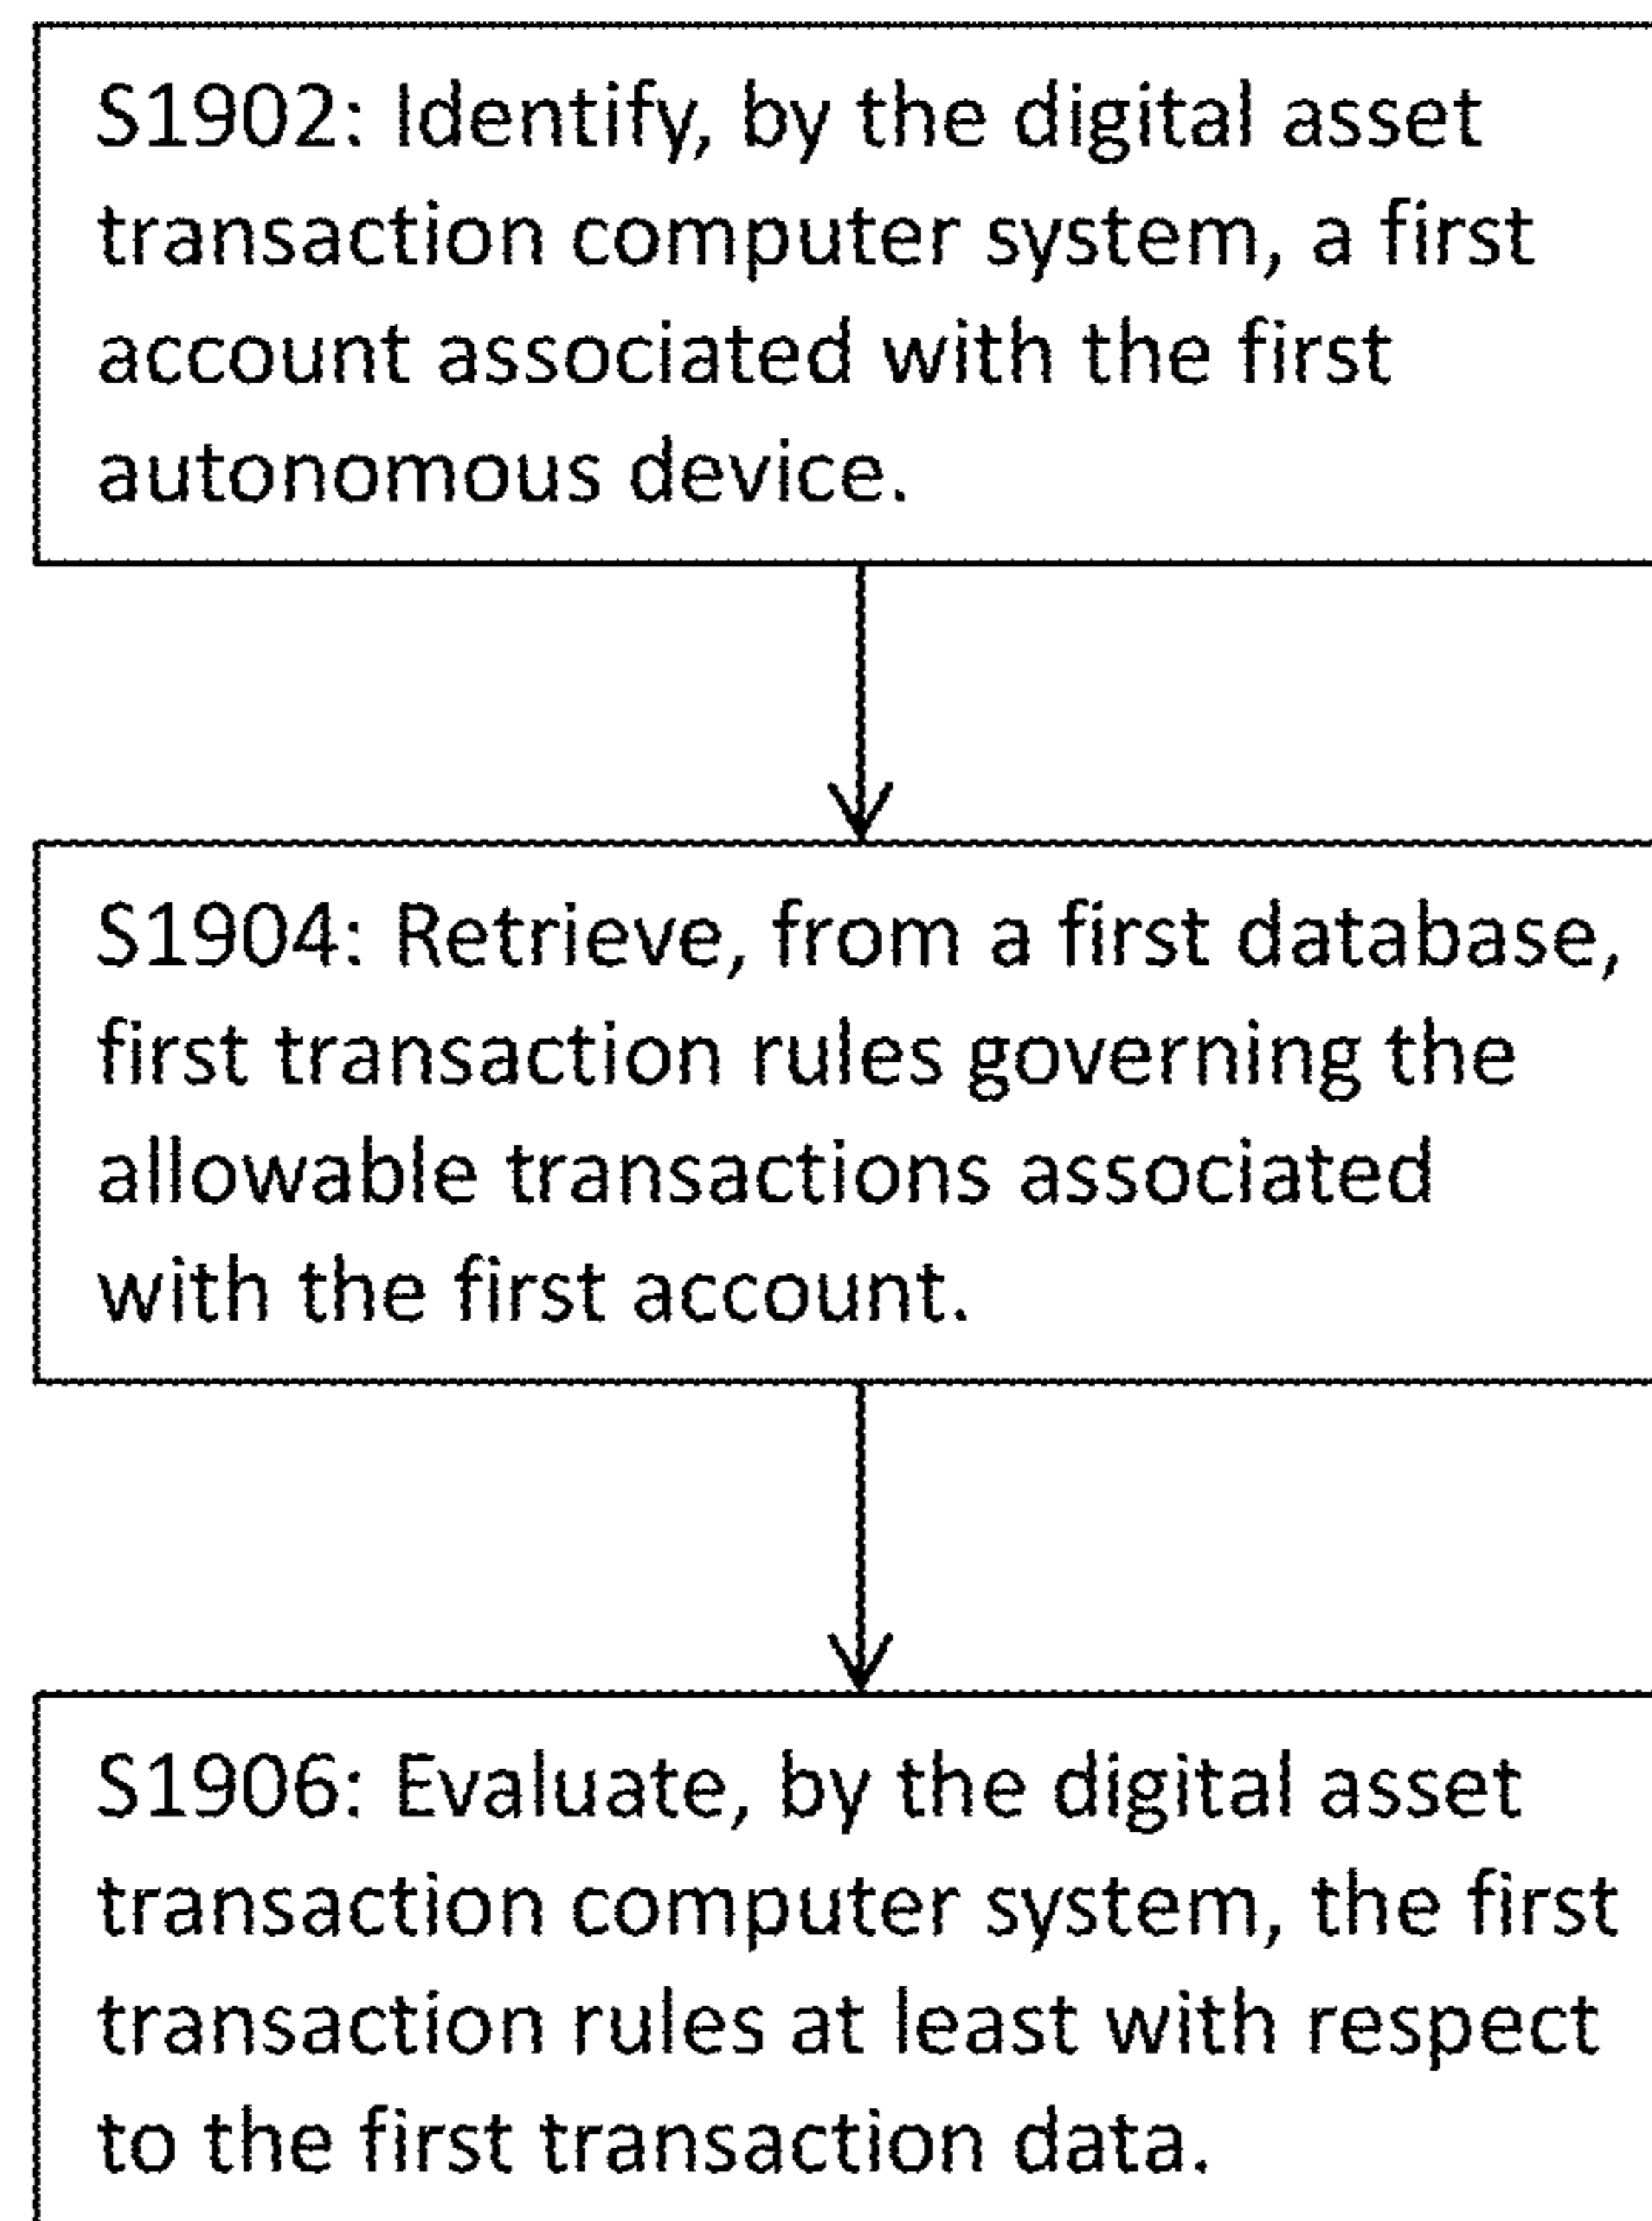 S1902: Identify, by the digital asset
transaction computer system, a first
account associated with the first
autonomous device.
S1904: Retrieve, from a first database,
first transaction rules governing the
allowable transactions associated
with the first account.
S1906: Evaluate, by the digital asset
transaction computer system, the first
transaction rules at least with respect
to the first transaction data.